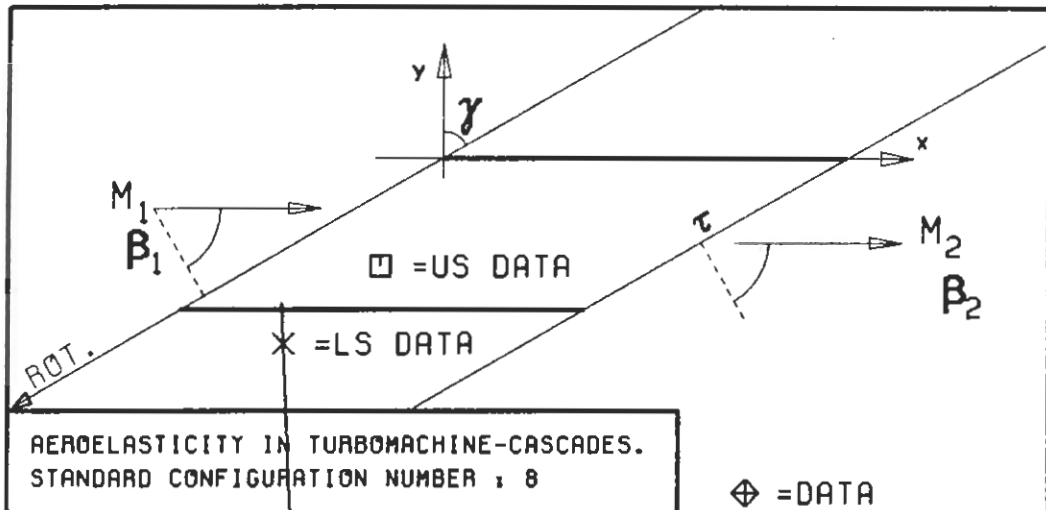 y
γ
x
M₁
β₁
τ
M₂
β₂
=US DATA
=LS DATA
ROT.
AEROELASTICITY IN TURBOMACHINE-CASCADES.
STANDARD CONFIGURATION NUMBER : 8
=DATA